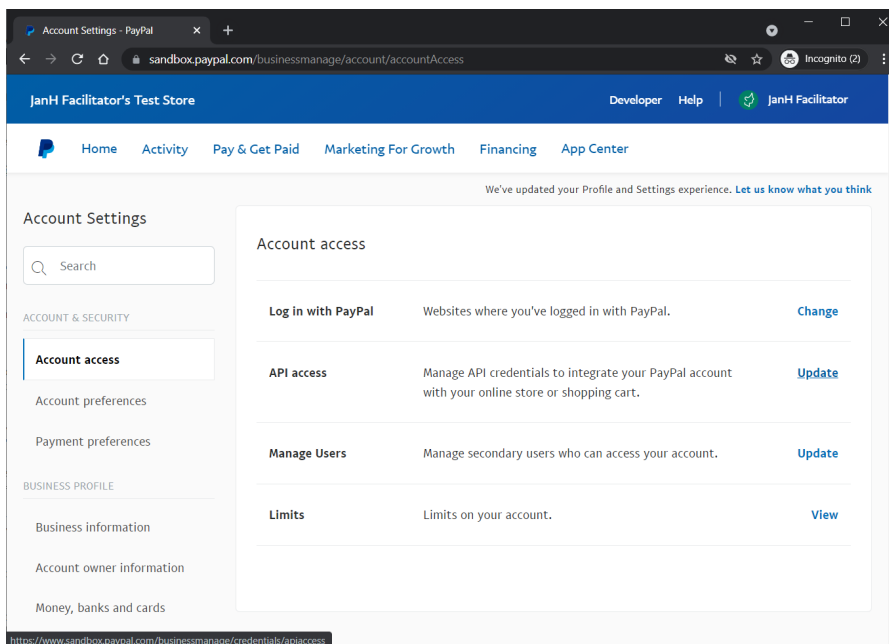 Account Settings - PayPal
sandbox.paypal.com/businessmanage/account/accountAccess
Incognito (2)
JanH Facilitator's Test Store
Developer
Help
JanH Facilitator
Home
Activity
Pay & Get Paid
Marketing For Growth
Financing
App Center
We've updated your Profile and Settings experience. Let us know what you think
Account Settings
Search
ACCOUNT & SECURITY
Account access
Account preferences
Payment preferences
BUSINESS PROFILE
Business information
Account owner information
Money, banks and cards
Account access
Log in with PayPal
Websites where you've logged in with PayPal.
Change
API access
Manage API credentials to integrate your PayPal account
with your online store or shopping cart.
Update
Manage Users
Manage secondary users who can access your account.
Update
Limits
Limits on your account.
View
https://www.sandbox.paypal.com/businessmanage/credentials/apiaccess